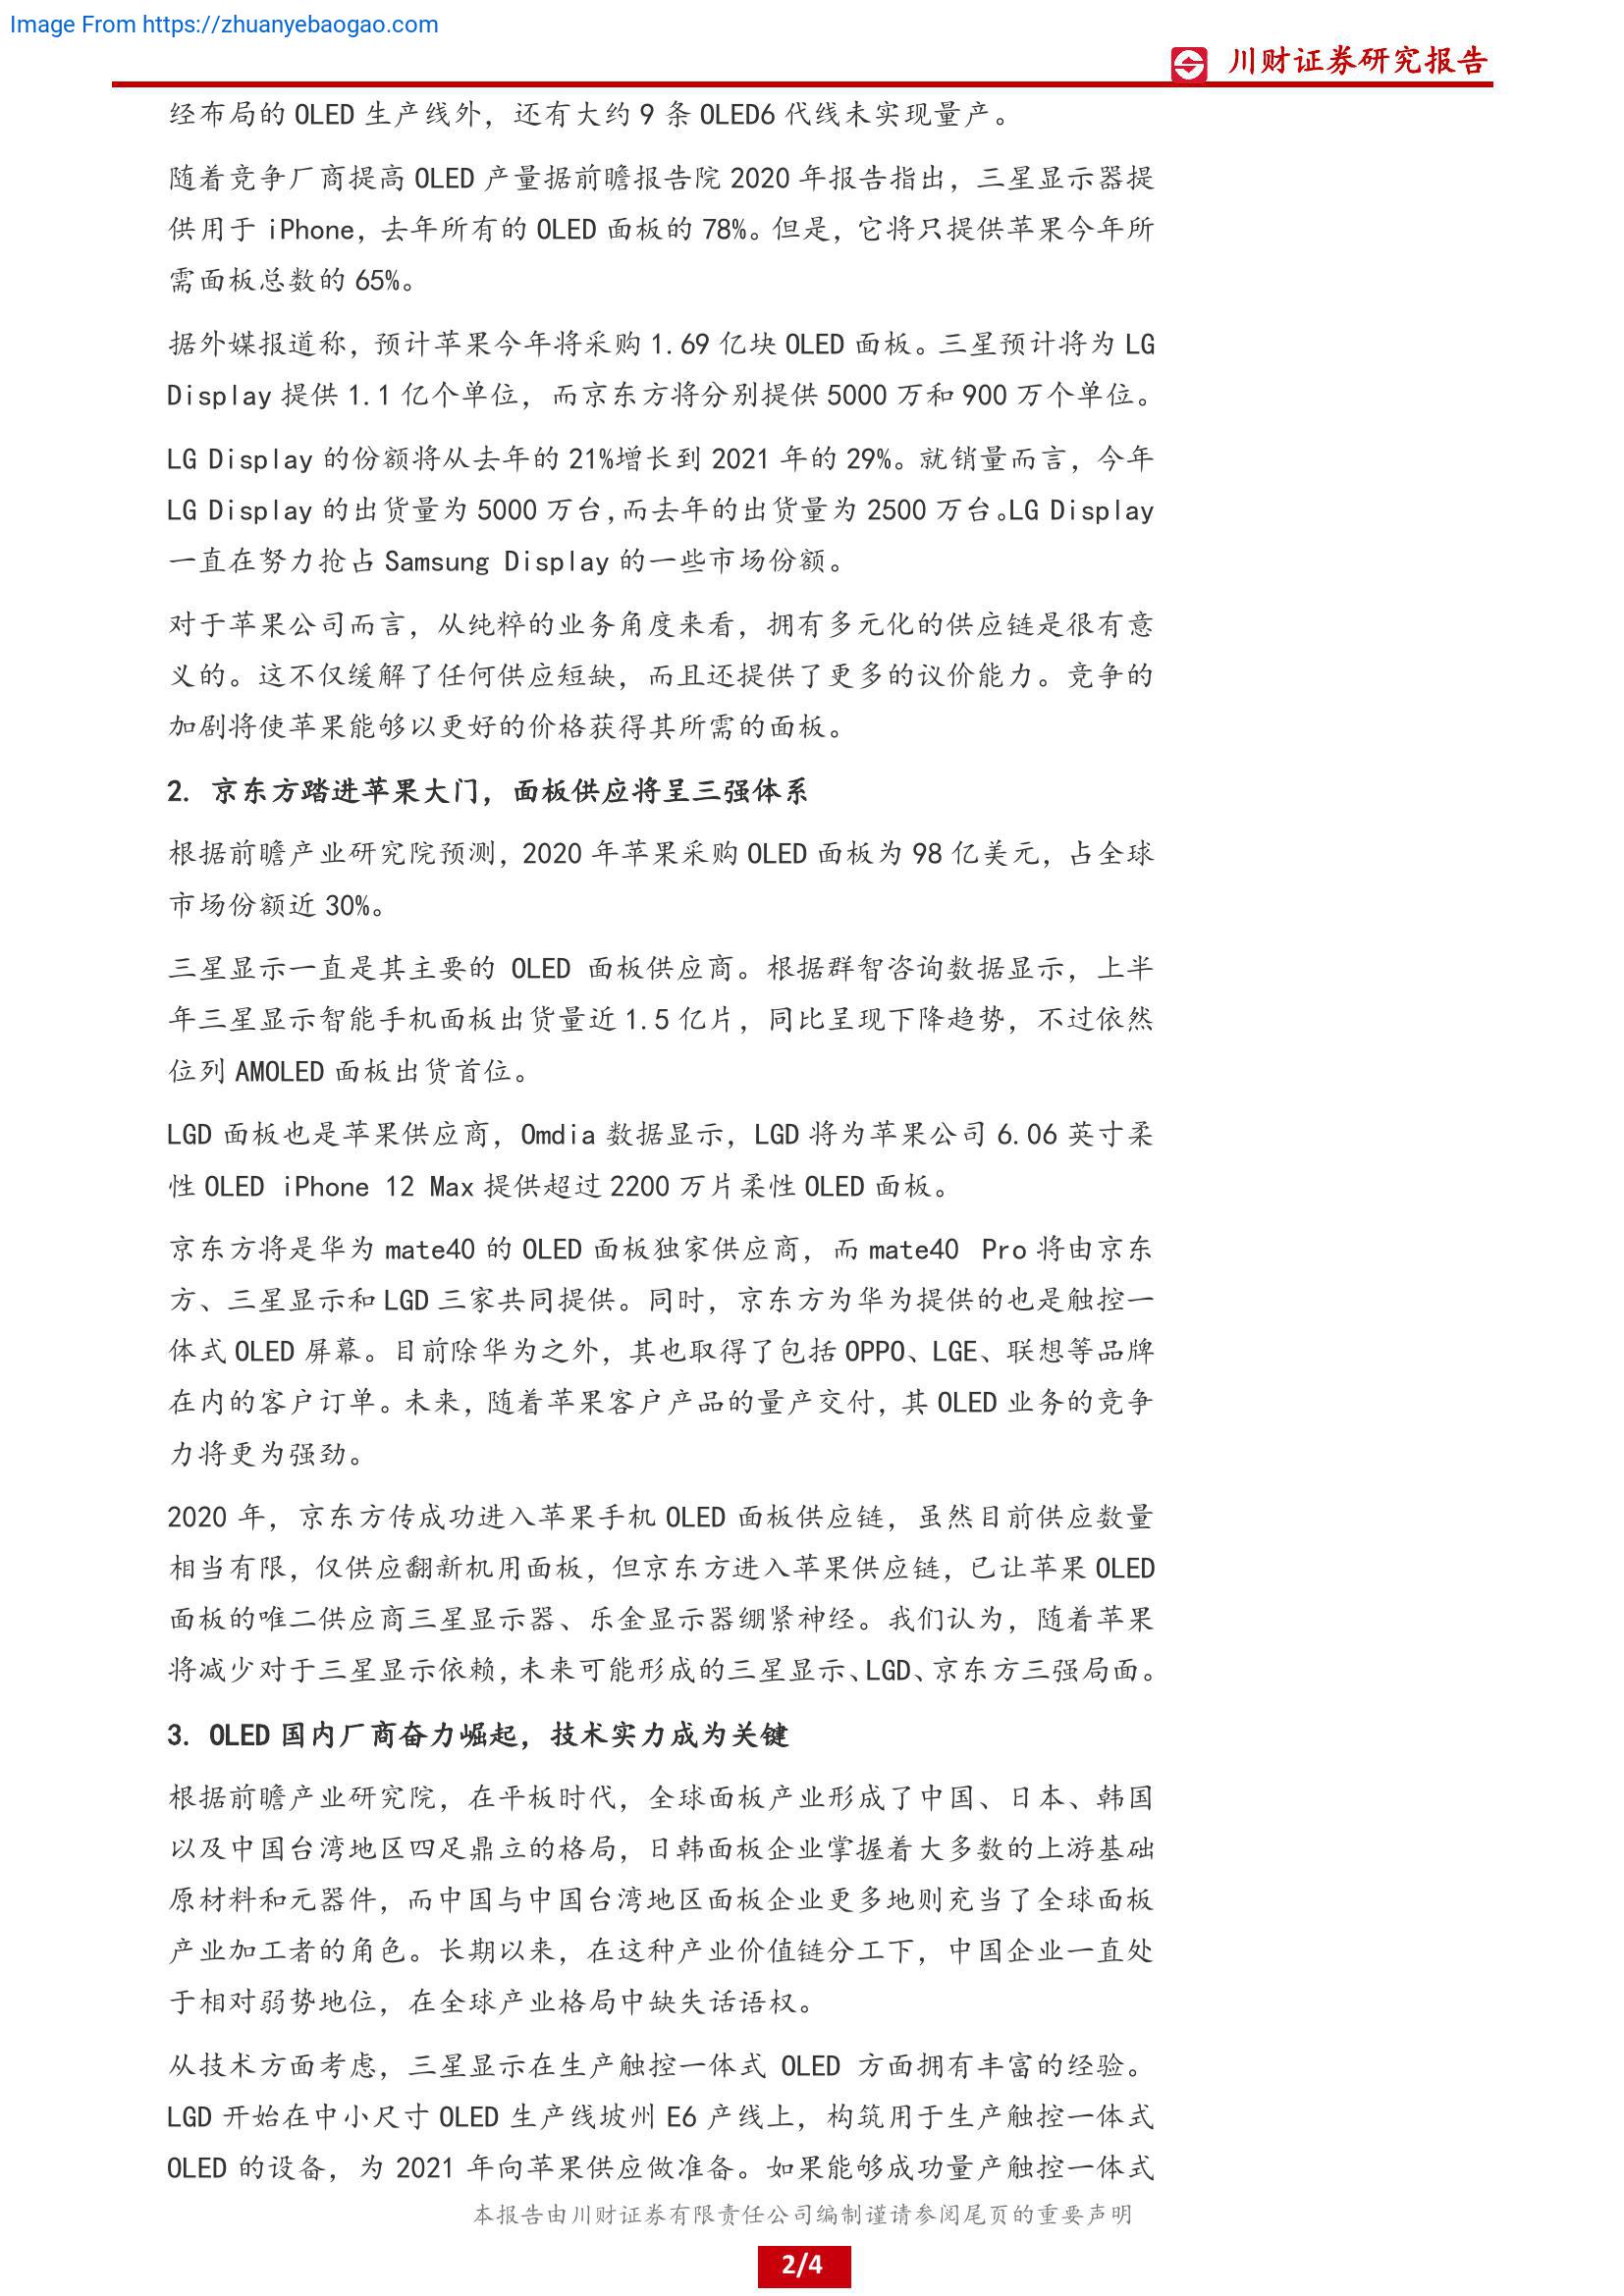 Image From https://zhuanyebaogao.com
川财证券研究报告
经布局的 OLED 生产线外，还有大约 9 条 OLED6 代线未实现量产。
随着竞争厂商提高 OLED 产量据前瞻报告院 2020 年报告指出，三星显示器提
供用于 iPhone，去年所有的 OLED 面板的 78%。但是，它将只提供苹果今年所
需面板总数的 65%。
据外媒报道称，预计苹果今年将采购 1.69 亿块 OLED 面板。三星预计将为 LG
Display 提供 1.1 亿个单位，而京东方将分别提供 5000 万和 900 万个单位。
LG Display 的份额将从去年的 21%增长到 2021 年的 29%。就销量而言，今年
LG Display 的出货量为 5000 万台，而去年的出货量为 2500 万台。LG Display
一直在努力抢占 Samsung Display 的一些市场份额。
对于苹果公司而言，从纯粹的业务角度来看，拥有多元化的供应链是很有意
义的。这不仅缓解了任何供应短缺，而且还提供了更多的议价能力。竞争的
加剧将使苹果能够以更好的价格获得其所需的面板。
2. 京东方踏进苹果大门，面板供应将呈三强体系
根据前瞻产业研究院预测，2020 年苹果采购 OLED 面板为 98 亿美元，占全球
市场份额近 30%。
三星显示一直是其主要的 OLED 面板供应商。根据群智咨询数据显示，上半
年三星显示智能手机面板出货量近 1.5 亿片，同比呈现下降趋势，不过依然
位列 AMOLED 面板出货首位。
LGD 面板也是苹果供应商，Omdia 数据显示，LGD 将为苹果公司 6.06 英寸柔
性 OLED iPhone 12 Max 提供超过 2200 万片柔性 OLED 面板。
京东方将是华为 mate40 的 OLED 面板独家供应商，而 mate40 Pro 将由京东
方、三星显示和 LGD 三家共同提供。同时，京东方为华为提供的也是触控一
体式 OLED 屏幕。目前除华为之外，其也取得了包括 OPPO、LGE、联想等品牌
在内的客户订单。未来，随着苹果客户产品的量产交付，其 OLED 业务的竞争
力将更为强劲。
2020 年，京东方传成功进入苹果手机 OLED 面板供应链，虽然目前供应数量
相当有限，仅供应翻新机用面板，但京东方进入苹果供应链，已让苹果 OLED
面板的唯二供应商三星显示器、乐金显示器绷紧神经。我们认为，随着苹果
将减少对于三星显示依赖，未来可能形成的三星显示、LGD、京东方三强局面。
3. OLED 国内厂商奋力崛起，技术实力成为关键
根据前瞻产业研究院，在平板时代，全球面板产业形成了中国、日本、韩国
以及中国台湾地区四足鼎立的格局，日韩面板企业掌握着大多数的上游基础
原材料和元器件，而中国与中国台湾地区面板企业更多地则充当了全球面板
产业加工者的角色。长期以来，在这种产业价值链分工下，中国企业一直处
于相对弱势地位，在全球产业格局中缺失话语权。
从技术方面考虑，三星显示在生产触控一体式 OLED 方面拥有丰富的经验。
LGD 开始在中小尺寸 OLED 生产线坡州 E6 产线上，构筑用于生产触控一体式
OLED 的设备，为 2021 年向苹果供应做准备。如果能够成功量产触控一体式
本报告由川财证券有限责任公司编制谨请参阅尾页的重要声明
2/4